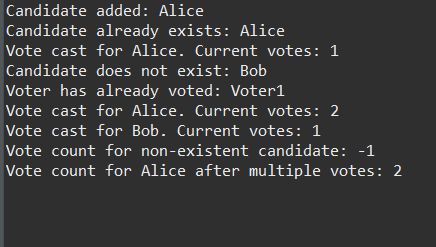 Candidate added: Alice
Candidate already exists: Alice
Vote cast for Alice. Current votes: 1
Candidate does not exist: Bob
Voter has already voted: Voter1
Vote cast for Alice. Current votes: 2
Vote cast for Bob. Current votes: 1
Vote count for non-existent candidate: -1
Vote count for Alice after multiple votes: 2